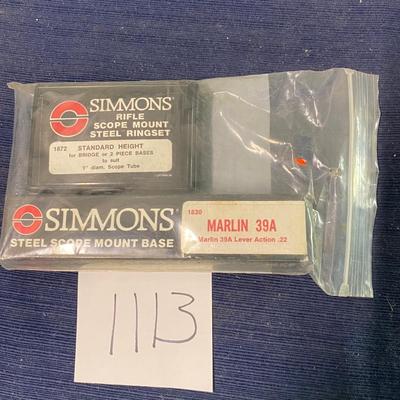 SIMMONS®
RIFLE
SCOPE MOUNT
STEEL RINGSET
1872 STANDARD HEIGHT
for BRIDGE or 2 PIECE BASES
to suit
1" diam. Scope Tube
SIMMONS®
STEEL SCOPE MOUNT BASE
1830
MARLIN 39A
Marlin 39A Lever Action .22
1113